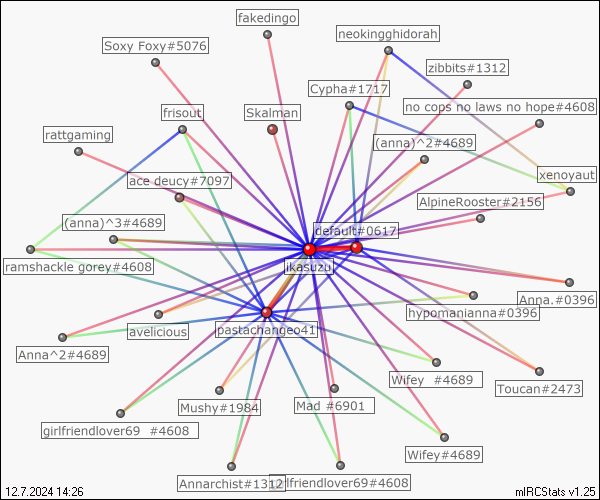 fakedingo
neokingghidorah
Soxy Foxy#5076
zibbits#1312
Cypha#1717
no cops no laws no hope#4608
frisout
Skalman
rattgaming
(anna)^2#4689
ace deucy#7097
xenoyaut
AlpineRooster#2156
(anna)^3#4689
default#0617
ramshackle gorey#4608
ikasuzu
Anna.#0396
hypomanianna#0396
avelicious
pastachangeo41
Anna^2#4689
Wifey #4689
Toucan#2473
Mushy#1984
Mad #6901
girlfriendlover69 #4608
Wifey#4689
Annarchist#1312
girlfriendlover69#4608
12.7.2024 14:26
mIRCStats v1.25